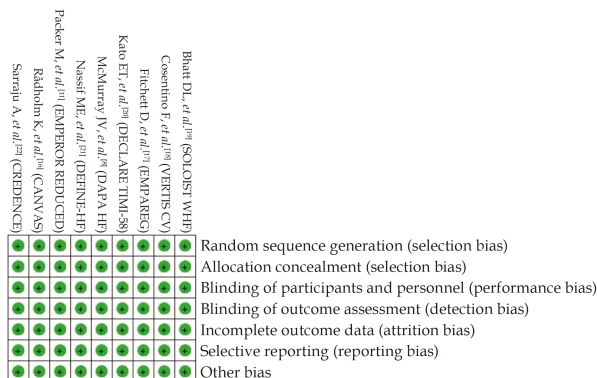 Sarraju A, et al.[22] (CREDENCE)
Rådholm K, et al.[16] (CANVAS)
Packer M, et al.[11] (EMPEROR REDUCED)
Nassif ME, et al.[21] (DEFINE-HF)
McMurray JV, et al.[8] (DAPA HF)
Kato ET, et al.[20] (DECLARE TIMI-58)
Fitchett D, et al.[17] (EMPAREG)
Cosentino F, et al.[18] (VERTIS CV)
Bhatt DL, et al.[19] (SOLOIST WHF)
+ + + + + + + + + Random sequence generation (selection bias)
+ + + + + + + + + Allocation concealment (selection bias)
+ + + + + + + + + Blinding of participants and personnel (performance bias)
+ + + + + + + + + Blinding of outcome assessment (detection bias)
+ + + + + + + + + Incomplete outcome data (attrition bias)
+ + + + + + + + + Selective reporting (reporting bias)
+ + + + + + + + + Other bias